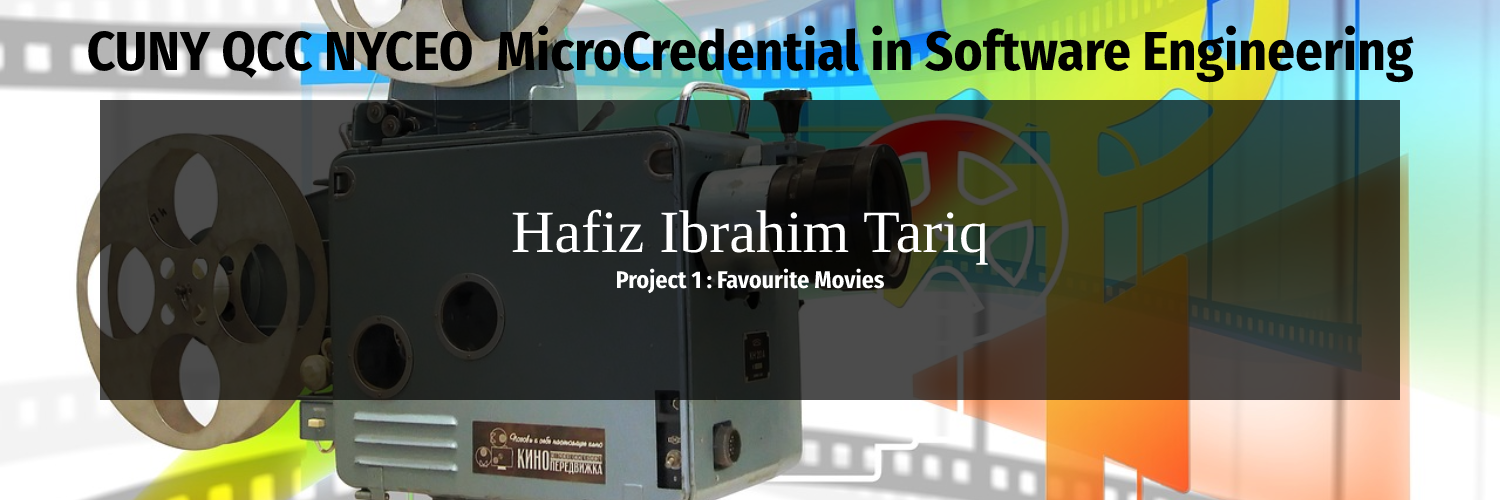 CUNY QCC NYCEO MicroCredential in Software Engineering
Hafiz Ibrahim Tariq
Project 1 : Favourite Movies
КИНО
ПЕРЕДВИЖКА